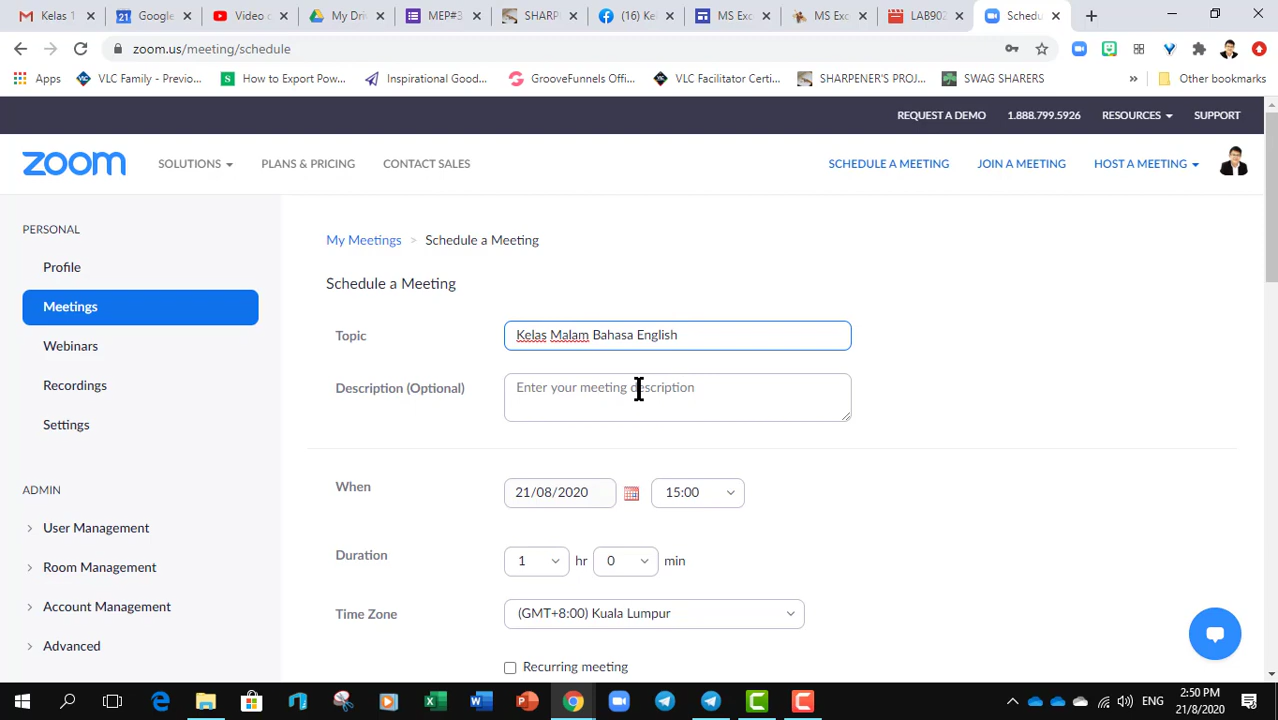 Kelas 1
Google
Video c
My Driv
MEP#3
SHARP
(16) Ke
MS Exc
MS Exc
LAB907
Schedu
zoom.us/meeting/schedule
Apps
VLC Family - Previo...
How to Export Pow...
Inspirational Good...
GrooveFunnels Offi...
VLC Facilitator Certi...
SHARPENER'S PROJ...
SWAG SHARERS
»
Other bookmarks
REQUEST A DEMO
1.888.799.5926
RESOURCES
SUPPORT
zoom
SOLUTIONS
PLANS & PRICING
CONTACT SALES
SCHEDULE A MEETING
JOIN A MEETING
HOST A MEETING
PERSONAL
Profile
Meetings
Webinars
Recordings
Settings
ADMIN
User Management
Room Management
Account Management
Advanced
My Meetings > Schedule a Meeting
Schedule a Meeting
Topic
Kelas Malam Bahasa English
Description (Optional)
Enter your meeting description
When
21/08/2020
15:00
Duration
1 hr 0 min
Time Zone
(GMT+8:00) Kuala Lumpur
Recurring meeting
ENG
2:50 PM
21/8/2020